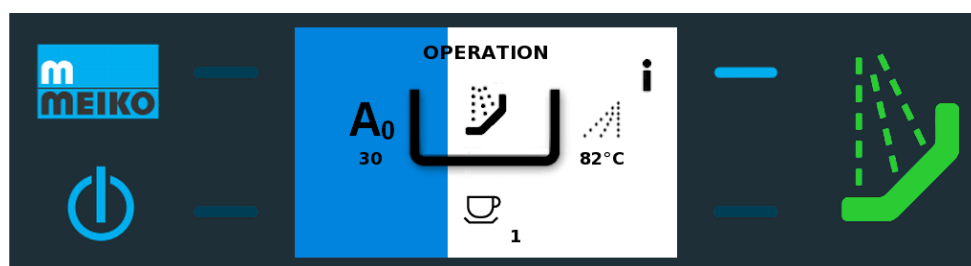 m
MEIKO
OPERATION
i
A0
30
82°C
1